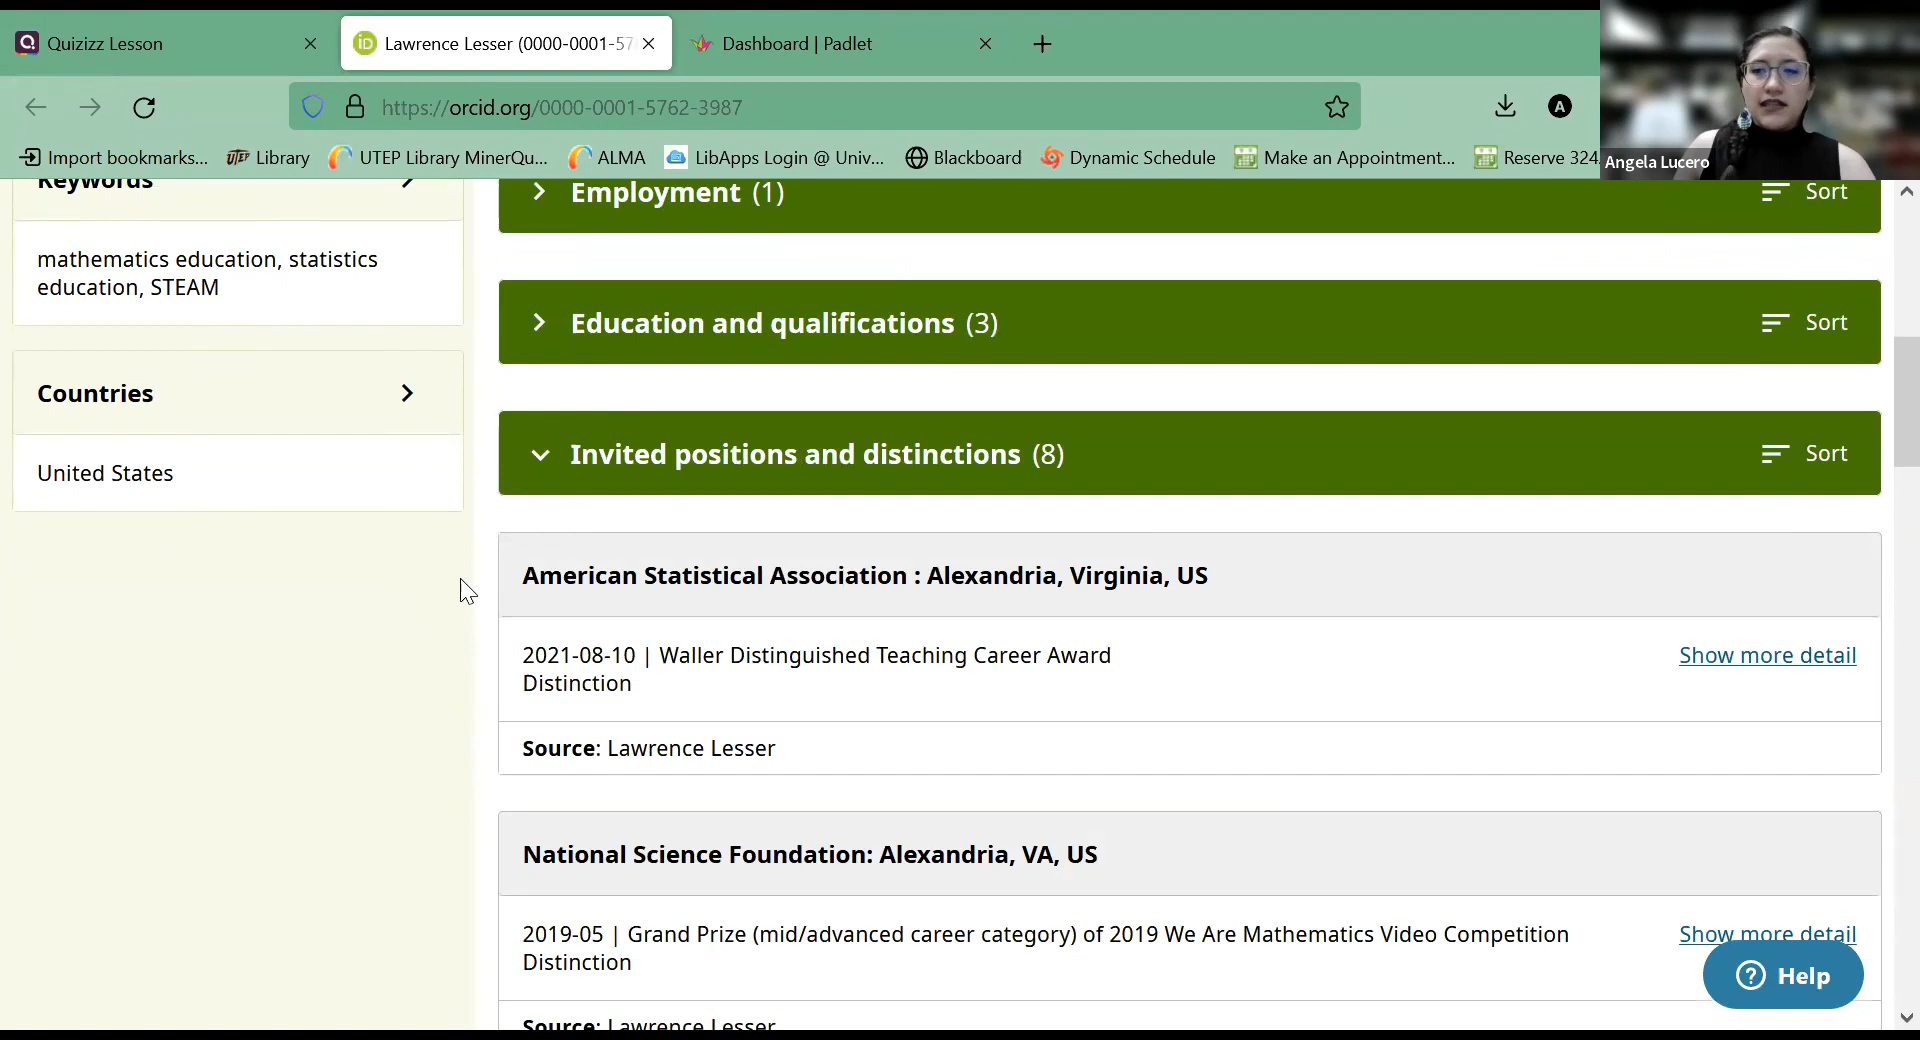 Quizizz Lesson
Lawrence Lesser (0000-0001-57
Dashboard | Padlet
https://orcid.org/0000-0001-5762-3987
A
Import bookmarks...
UTEP Library
UTEP Library MinerQu...
ALMA
LibApps Login @ Univ...
Blackboard
Dynamic Schedule
Make an Appointment...
Reserve 324
Angela Lucero
Keywords
mathematics education, statistics
education, STEAM
Countries
United States
Employment (1)
Sort
Education and qualifications (3)
Sort
Invited positions and distinctions (8)
Sort
American Statistical Association : Alexandria, Virginia, US
2021-08-10 | Waller Distinguished Teaching Career Award
Show more detail
Distinction
Source: Lawrence Lesser
National Science Foundation: Alexandria, VA, US
2019-05 | Grand Prize (mid/advanced career category) of 2019 We Are Mathematics Video Competition
Show more detail
Distinction
Help
Source: Lawrence Lesser